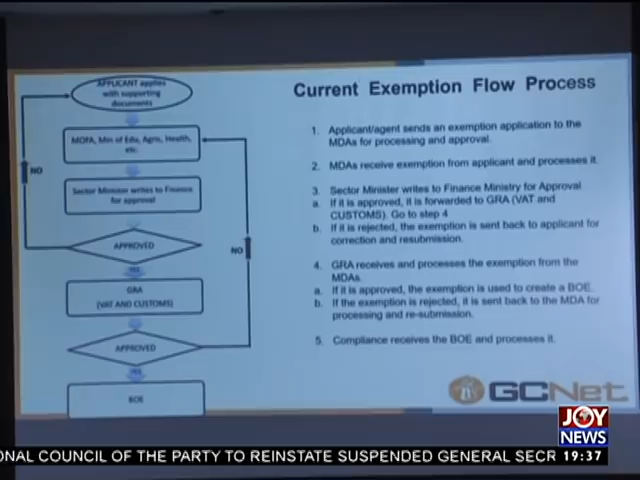 APPLICANT applies
with supporting
documents
MOFA, Min of Edu, Agric, Health,
etc.
NO
Sector Minister writes to Finance
for approval
APPROVED
NO
YES
GRA
(VAT AND CUSTOMS)
APPROVED
YES
BOE
Current Exemption Flow Process
1. Applicant/agent sends an exemption application to the
MDAs for processing and approval.
2. MDAs receive exemption from applicant and processes it.
3. Sector Minister writes to Finance Ministry for Approval
a. If it is approved, it is forwarded to GRA (VAT and
CUSTOMS). Go to step 4
b. If it is rejected, the exemption is sent back to applicant for
correction and resubmission.
4. GRA receives and processes the exemption from the
MDAs.
a. If it is approved, the exemption is used to create a BOE.
b. If the exemption is rejected, it is sent back to the MDA for
processing and re-submission.
5. Compliance receives the BOE and processes it.
GCNet
JOY
NEWS
ONAL COUNCIL OF THE PARTY TO REINSTATE SUSPENDED GENERAL SECR 19:37